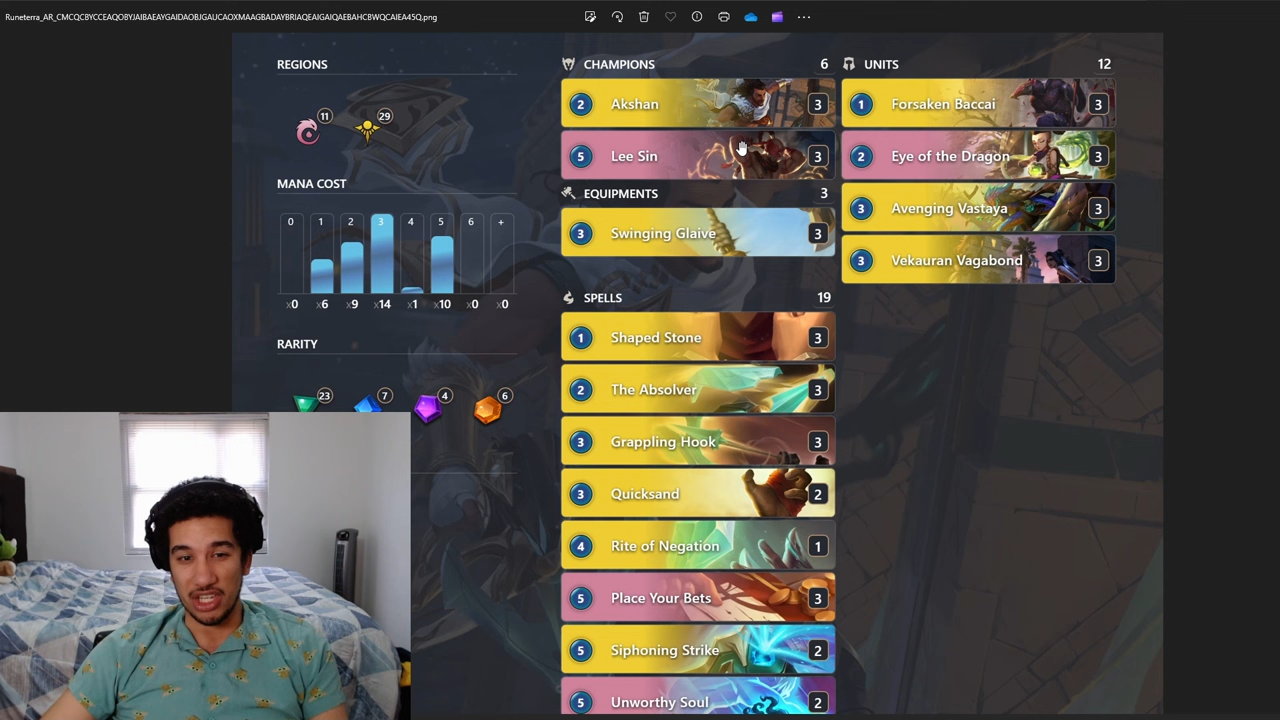 Runeterra_AR_CMCQCBYCCEAQOBYJAIBAEAYGAIDAOBJGAUCAOXMAAGBADAYBRIAQEAIGAIQAEBAHCBWQCAIEA45Q.png
REGIONS
11
29
MANA COST
0 1 2 3 4 5 6 +
x0 x6 x9 x14 x1 x10 x0 x0
RARITY
23
7
4
6
CHAMPIONS 6
2 Akshan 3
5 Lee Sin 3
EQUIPMENTS 3
3 Swinging Glaive 3
SPELLS 19
1 Shaped Stone 3
2 The Absolver 3
3 Grappling Hook 3
3 Quicksand 2
4 Rite of Negation 1
5 Place Your Bets 3
5 Siphoning Strike 2
5 Unworthy Soul 2
UNITS 12
1 Forsaken Baccai 3
2 Eye of the Dragon 3
3 Avenging Vastaya 3
3 Vekauran Vagabond 3